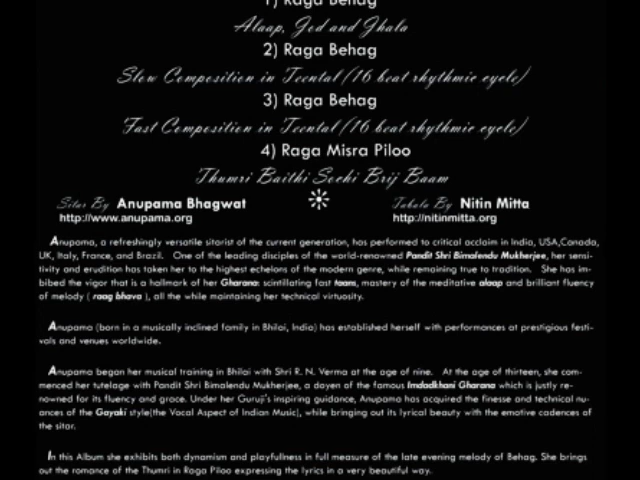 1) Raga Behag
Alaap, Jod and Jhala
2) Raga Behag
Slow Composition in Teental (16 beat rhythmic cycle)
3) Raga Behag
Fast Composition in Teental (16 beat rhythmic cycle)
4) Raga Misra Piloo
Thumri Baithi Sochi Brij Baam
Sitar By Anupama Bhagwat
Tabala By Nitin Mitta
http://www.anupama.org
http://nitinmitta.org
Anupama, a refreshingly versatile sitarist of the current generation, has performed to critical acclaim in India, USA,Canada,
UK, Italy, France, and Brazil. One of the leading disciples of the world-renowned Pandit Shri Bimalendu Mukherjee, her sensi-
tivity and erudition has taken her to the highest echelons of the modern genre, while remaining true to tradition. She has im-
bibed the vigor that is a hallmark of her Gharana: scintillating fast taans, mastery of the meditative alaap and brilliant fluency
of melody ( raag bhava ), all the while maintaining her technical virtuosity.
Anupama (born in a musically inclined family in Bhilai, India) has established herself with performances at prestigious festi-
vals and venues worldwide.
Anupama began her musical training in Bhilai with Shri R. N. Verma at the age of nine. At the age of thirteen, she com-
menced her tutelage with Pandit Shri Bimalendu Mukherjee, a doyen of the famous Imdadkhani Gharana which is justly re-
nowned for its fluency and grace. Under her Guruji's inspiring guidance, Anupama has acquired the finesse and technical nu-
ances of the Gayaki style(the Vocal Aspect of Indian Music), while bringing out its lyrical beauty with the emotive cadences of
the sitar.
In this Album she exhibits both dynamism and playfullness in full measure of the late evening melody of Behag. She brings
out the romance of the Thumri in Raga Piloo expressing the lyrics in a very beautiful way.